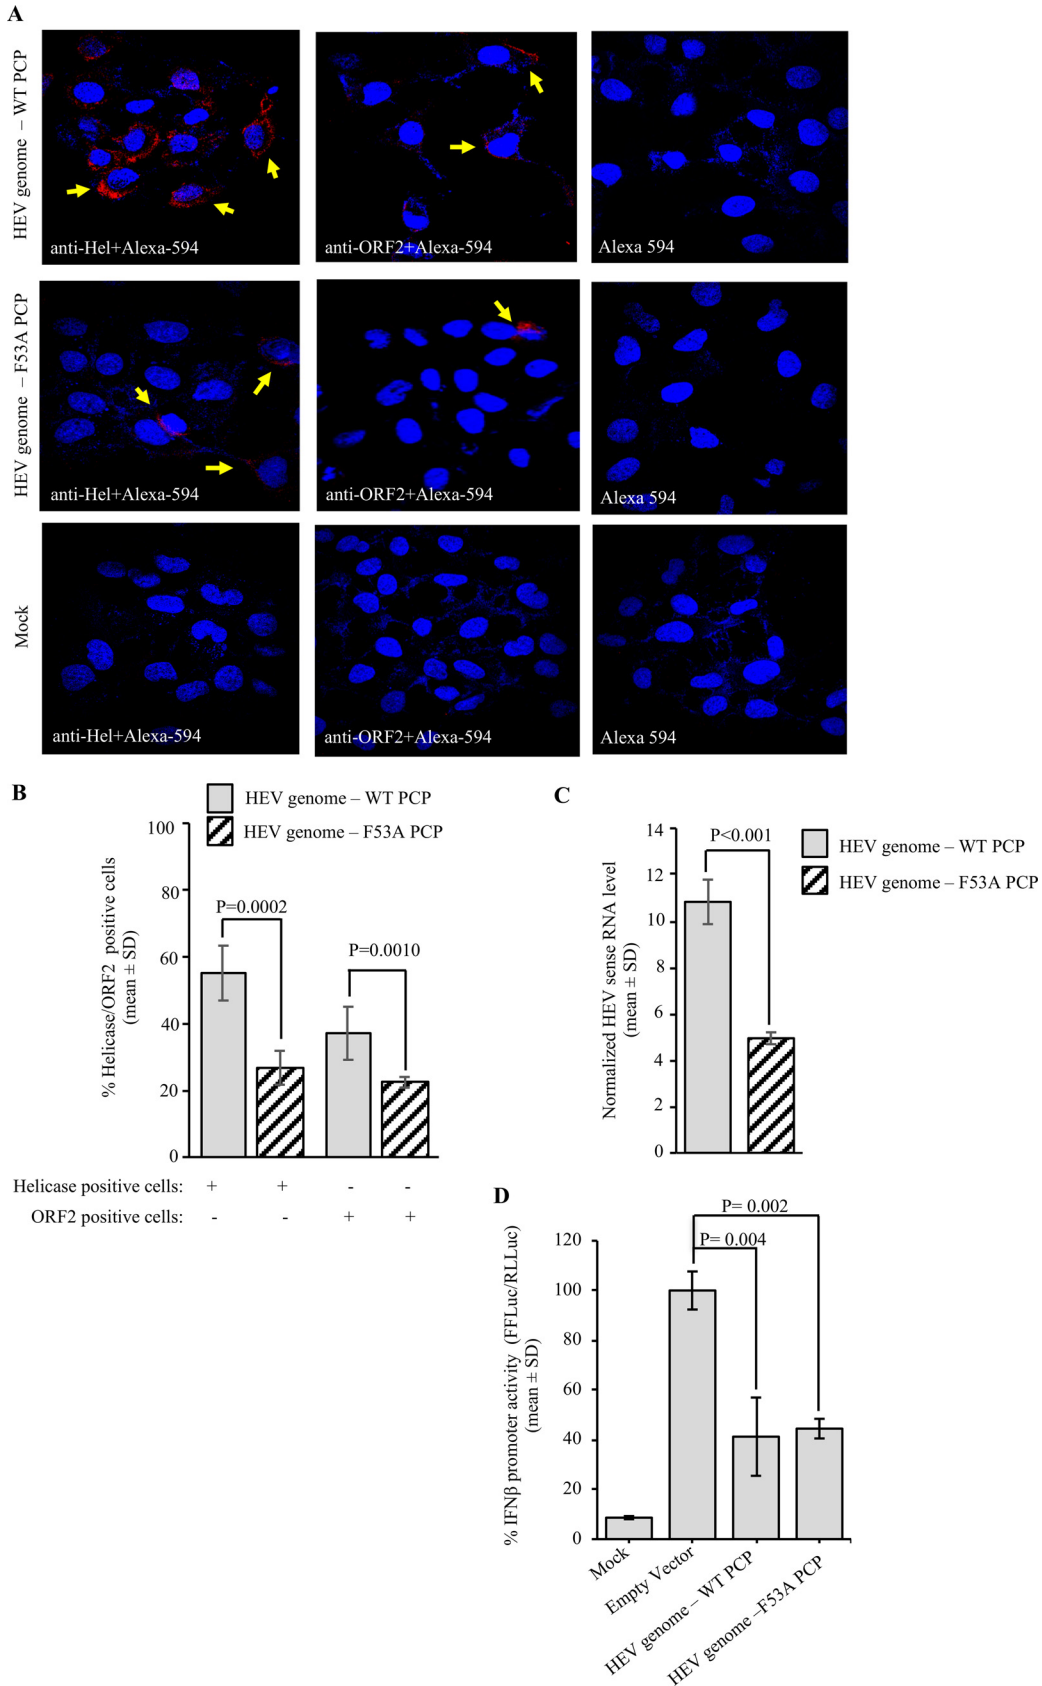 A
HEV genome – WT PCP
anti-Hel+Alexa-594
anti-ORF2+Alexa-594
Alexa 594
HEV genome – F53A PCP
anti-Hel+Alexa-594
anti-ORF2+Alexa-594
Alexa 594
Mock
anti-Hel+Alexa-594
anti-ORF2+Alexa-594
Alexa 594
B
HEV genome – WT PCP
HEV genome – F53A PCP
% Helicase/ORF2 positive cells
(mean ± SD)
100
80
60
40
20
0
P=0.0002
P=0.0010
Helicase positive cells: + + - -
ORF2 positive cells: - - + +
C
HEV genome – WT PCP
HEV genome – F53A PCP
Normalized HEV sense RNA level
(mean ± SD)
14
12
10
8
6
4
2
0
P<0.001
D
% IFNβ promoter activity (FFLuc/RLLuc)
(mean ± SD)
120
100
80
60
40
20
0
P= 0.002
P= 0.004
Mock
Empty Vector
HEV genome – WT PCP
HEV genome –F53A PCP